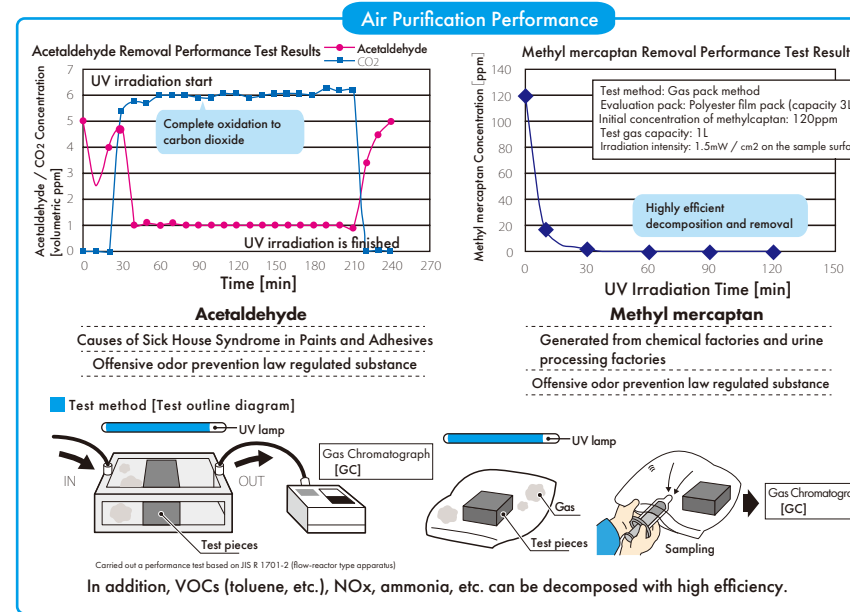 Air Purification Performance
Acetaldehyde Removal Performance Test Results
Acetaldehyde
CO2
Acetaldehyde / CO2 Concentration
[volumetric ppm]
7
6
5
4
3
2
1
0
UV irradiation start
Complete oxidation to
carbon dioxide
UV irradiation is finished
0 30 60 90 120 150 180 210 240 270
Time [min]
Acetaldehyde
Causes of Sick House Syndrome in Paints and Adhesives
Offensive odor prevention law regulated substance
Methyl mercaptan Removal Performance Test Result
Methyl mercaptan Concentration [ppm]
140
120
100
80
60
40
20
0
Test method: Gas pack method
Evaluation pack: Polyester film pack (capacity 3L
Initial concentration of methylcaptan: 120ppm
Test gas capacity: 1L
Irradiation intensity: 1.5mW / cm2 on the sample surfa
Highly efficient
decomposition and removal
0 30 60 90 120 150
UV Irradiation Time [min]
Methyl mercaptan
Generated from chemical factories and urine
processing factories
Offensive odor prevention law regulated substance
Test method [Test outline diagram]
UV lamp
IN
OUT
Gas Chromatograph
[GC]
Test pieces
Carried out a performance test based on JIS R 1701-2 (flow-reactor type apparatus)
UV lamp
Gas
Test pieces
Sampling
Gas Chromatogra
[GC]
In addition, VOCs (toluene, etc.), NOx, ammonia, etc. can be decomposed with high efficiency.